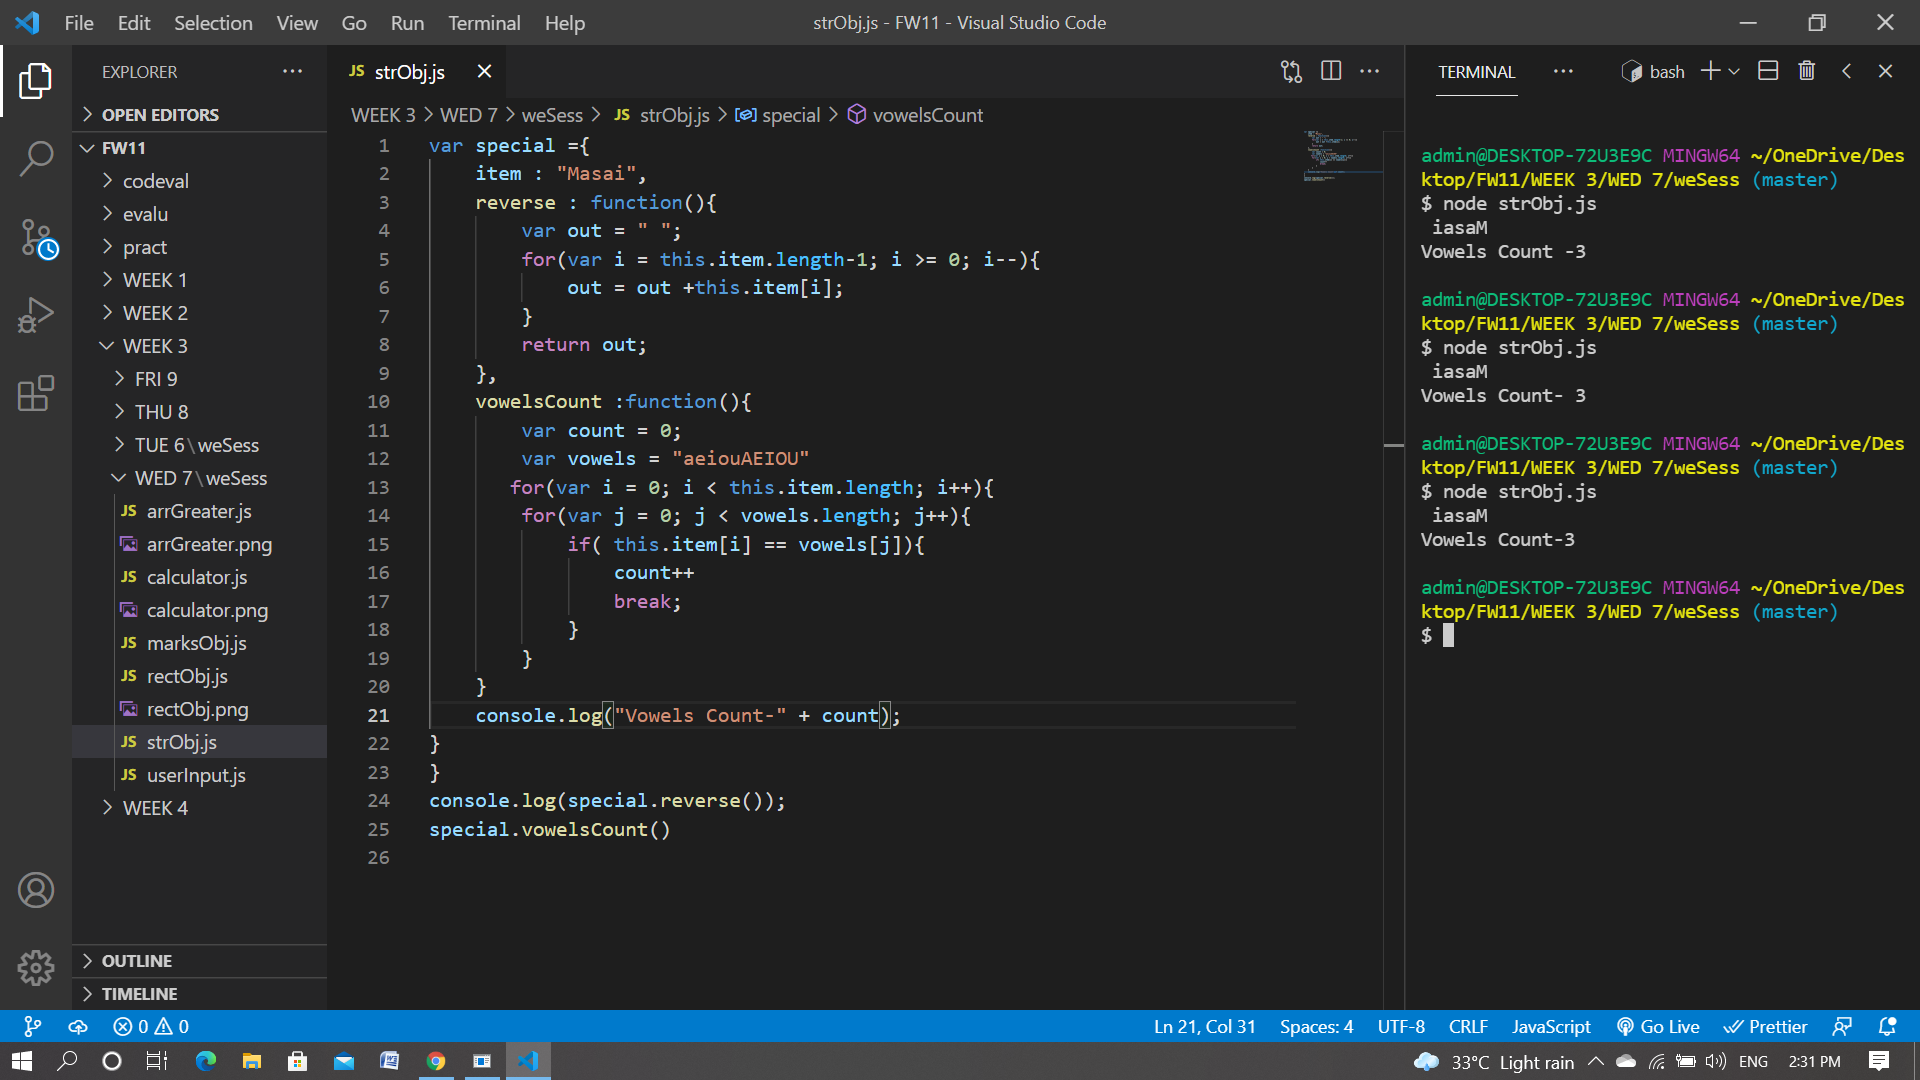 File Edit Selection View Go Run Terminal Help
strObj.js - FW11 - Visual Studio Code
EXPLORER
OPEN EDITORS
FW11
codeval
evalu
pract
WEEK 1
WEEK 2
WEEK 3
FRI 9
THU 8
TUE 6\weSess
WED 7\weSess
JS arrGreater.js
arrGreater.png
JS calculator.js
calculator.png
JS marksObj.js
JS rectObj.js
rectObj.png
JS strObj.js
JS userInput.js
WEEK 4
OUTLINE
TIMELINE
JS strObj.js
WEEK 3 > WED 7 > weSess > JS strObj.js > special > vowelsCount
1 var special ={
2 item : "Masai",
3 reverse : function(){
4 var out = " ";
5 for(var i = this.item.length-1; i >= 0; i--){
6 out = out +this.item[i];
7 }
8 return out;
9 },
10 vowelsCount :function(){
11 var count = 0;
12 var vowels = "aeiouAEIOU"
13 for(var i = 0; i < this.item.length; i++){
14 for(var j = 0; j < vowels.length; j++){
15 if( this.item[i] == vowels[j]){
16 count++
17 break;
18 }
19 }
20 }
21 console.log("Vowels Count-" + count);
22 }
23 }
24 console.log(special.reverse());
25 special.vowelsCount()
26
TERMINAL
bash
admin@DESKTOP-72U3E9C MINGW64 ~/OneDrive/Des
ktop/FW11/WEEK 3/WED 7/weSess (master)
$ node strObj.js
iasaM
Vowels Count -3
admin@DESKTOP-72U3E9C MINGW64 ~/OneDrive/Des
ktop/FW11/WEEK 3/WED 7/weSess (master)
$ node strObj.js
iasaM
Vowels Count- 3
admin@DESKTOP-72U3E9C MINGW64 ~/OneDrive/Des
ktop/FW11/WEEK 3/WED 7/weSess (master)
$ node strObj.js
iasaM
Vowels Count-3
admin@DESKTOP-72U3E9C MINGW64 ~/OneDrive/Des
ktop/FW11/WEEK 3/WED 7/weSess (master)
$
0 0
Ln 21, Col 31 Spaces: 4 UTF-8 CRLF JavaScript Go Live Prettier
33°C Light rain ENG 2:31 PM